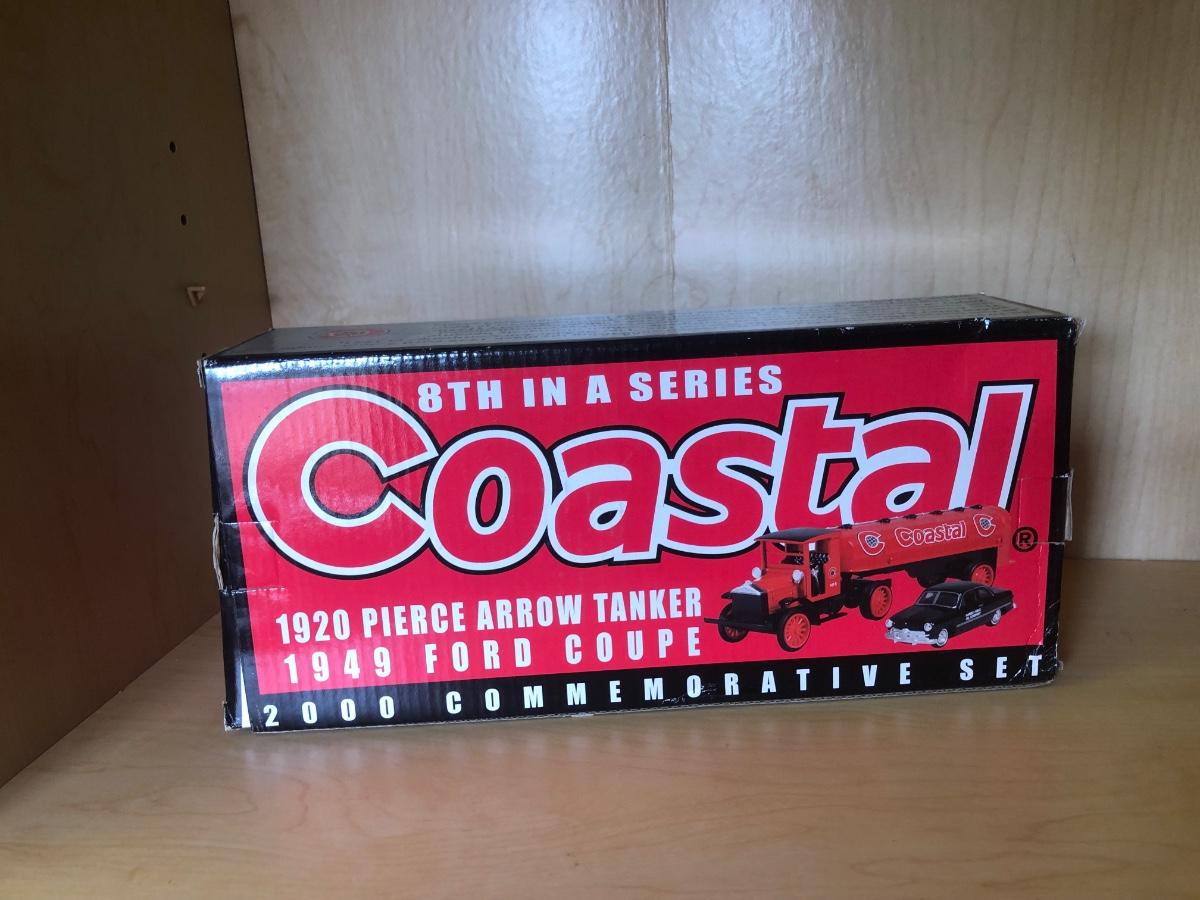 8TH IN A SERIES
Coastal®
Coastal
1920 PIERCE ARROW TANKER
1949 FORD COUPE
2000 COMMEMORATIVE SET